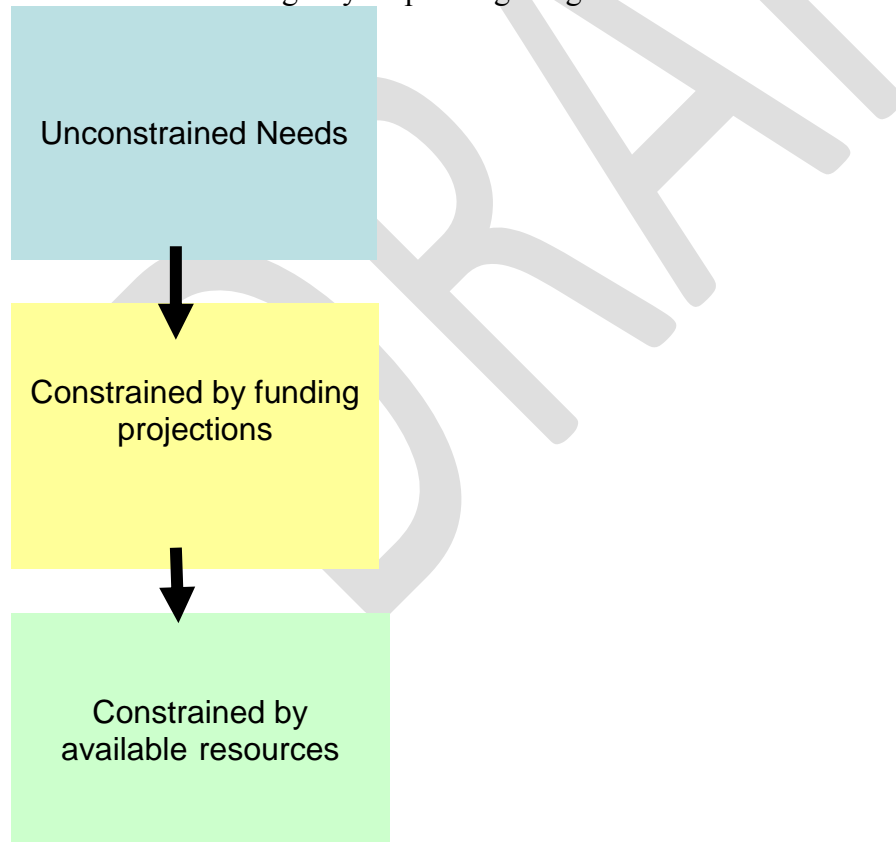 Unconstrained Needs
Constrained by funding
projections
Constrained by
available resources